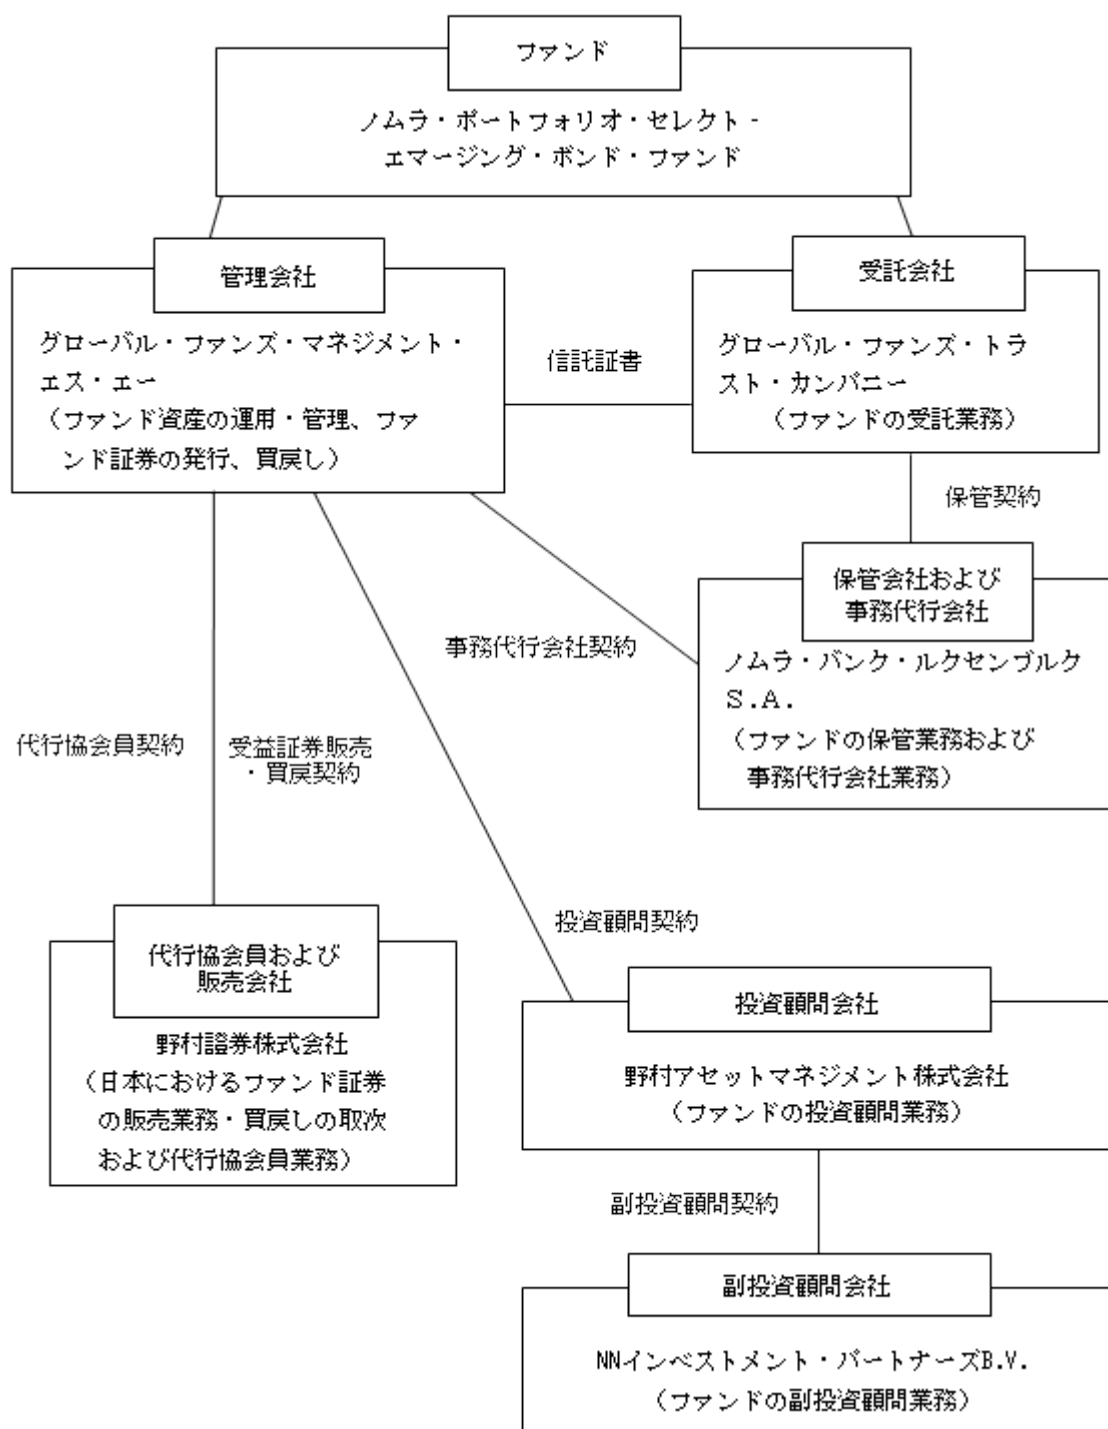 ファンド
ノムラ・ポートフォリオ・セレクト -
エマージング・ボンド・ファンド
管理会社
グローバル・ファンズ・マネジメント・
エス・エー
（ファンド資産の運用・管理、ファ
ンド証券の発行、買戻し）
信託証書
受託会社
グローバル・ファンズ・トラ
スト・カンパニー
（ファンドの受託業務）
保管契約
保管会社および
事務代行会社
ノムラ・バンク・ルクセンブルク
S.A.
（ファンドの保管業務および
事務代行会社業務）
事務代行会社契約
代行協会員契約
受益証券販売
・買戻契約
投資顧問契約
代行協会員および
販売会社
野村證券株式会社
（日本におけるファンド証券
の販売業務・買戻しの取次
および代行協会員業務）
投資顧問会社
野村アセットマネジメント株式会社
（ファンドの投資顧問業務）
副投資顧問契約
副投資顧問会社
NNインベストメント・パートナーズB.V.
（ファンドの副投資顧問業務）